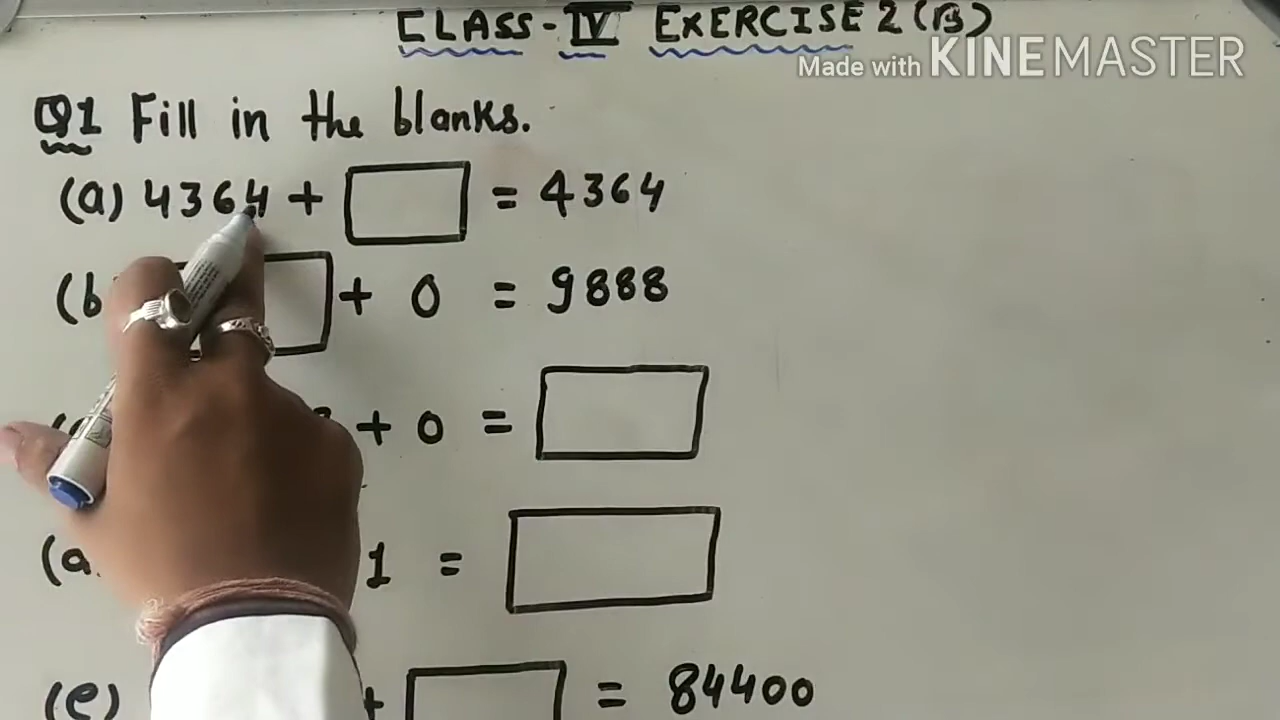 CLASS-IV EXERCISE 2(B)
Made with KINEMASTER
Q1 Fill in the blanks.
(a) 4364 + = 4364
(b + 0 = 9888
+ 0 =
1 =
(e) + = 84400